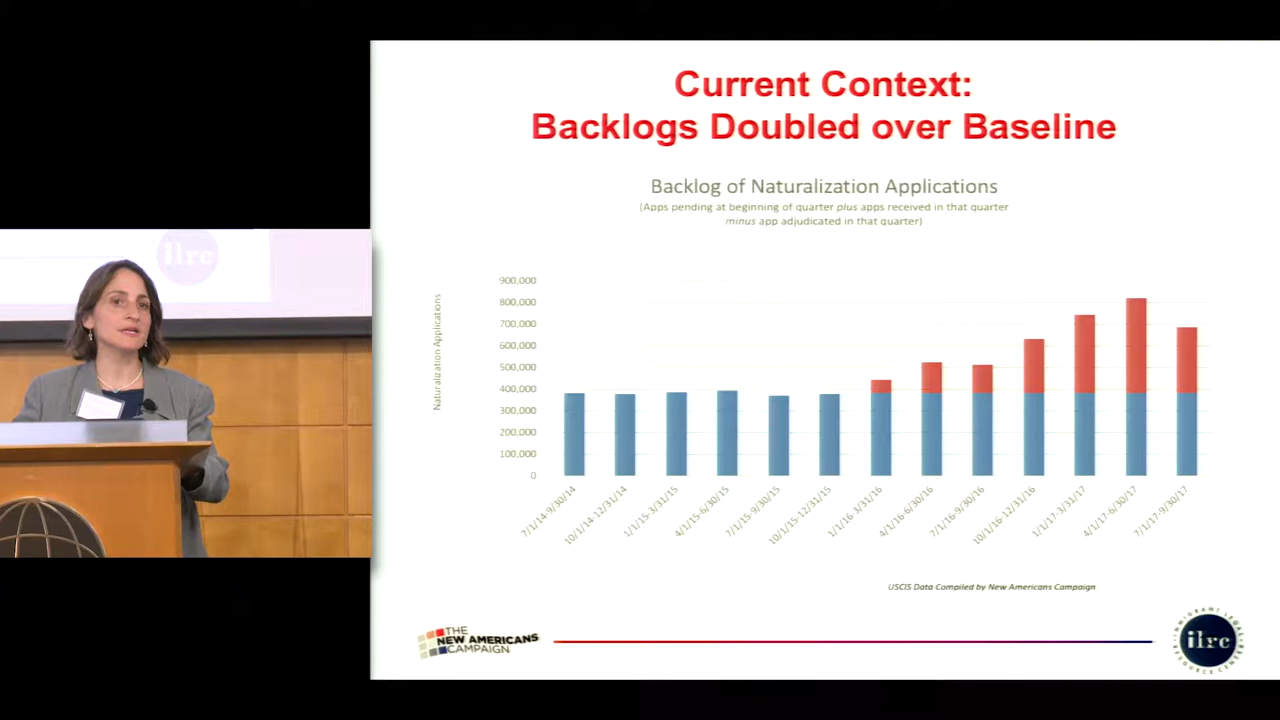 Current Context:
Backlogs Doubled over Baseline
Backlog of Naturalization Applications
(Apps pending at beginning of quarter plus apps received in that quarter
minus app adjudicated in that quarter)
Naturalization Applications
900,000
800,000
700,000
600,000
500,000
400,000
300,000
200,000
100,000
0
7/1/14-9/30/14
10/1/14-12/31/14
1/1/15-3/31/15
4/1/15-6/30/15
7/1/15-9/30/15
10/1/15-12/31/15
1/1/16-3/31/16
4/1/16-6/30/16
7/1/16-9/30/16
10/1/16-12/31/16
1/1/17-3/31/17
4/1/17-6/30/17
7/1/17-9/30/17
USCIS Data Compiled by New Americans Campaign
THE
NEW AMERICANS
CAMPAIGN
IMMIGRANT LEGAL
RESOURCE CENTER
ilrc
ilrc